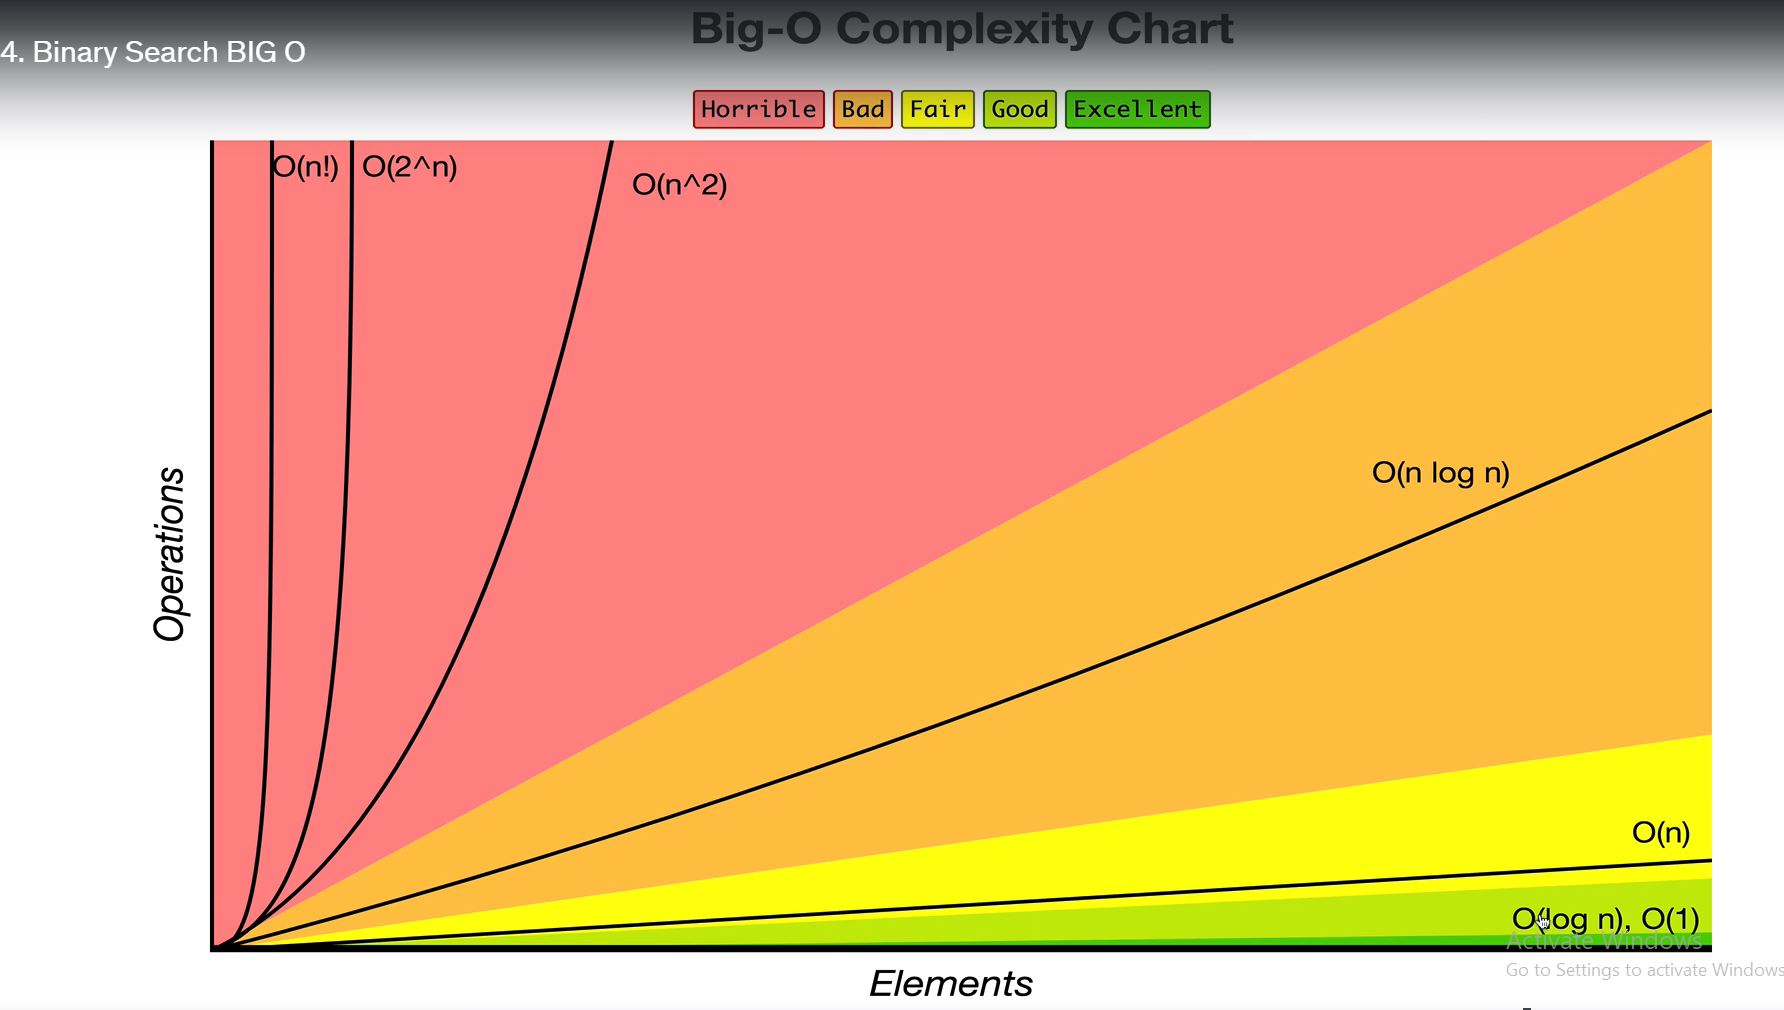 Big-O Complexity Chart
4. Binary Search BIG O
Horrible Bad Fair Good Excellent
O(n!) O(2^n)
O(n^2)
O(n log n)
Operations
O(n)
O(log n), O(1)
Activate Windows
Go to Settings to activate Windows
Elements